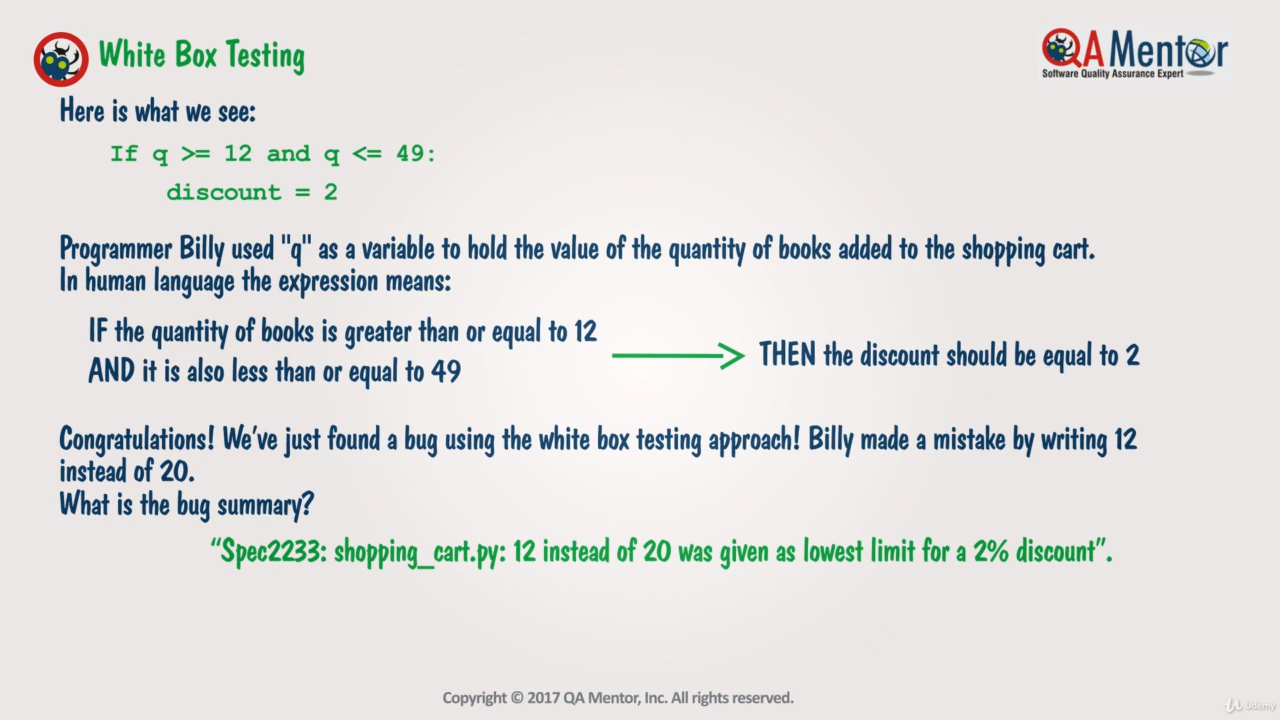 White Box Testing
QA Mentor
Software Quality Assurance Expert
Here is what we see:
If q >= 12 and q <= 49:
discount = 2
Programmer Billy used "q" as a variable to hold the value of the quantity of books added to the shopping cart.
In human language the expression means:
IF the quantity of books is greater than or equal to 12
AND it is also less than or equal to 49
THEN the discount should be equal to 2
Congratulations! We've just found a bug using the white box testing approach! Billy made a mistake by writing 12
instead of 20.
What is the bug summary?
“Spec2233: shopping_cart.py: 12 instead of 20 was given as lowest limit for a 2% discount”.
Copyright © 2017 QA Mentor, Inc. All rights reserved.
Udemy